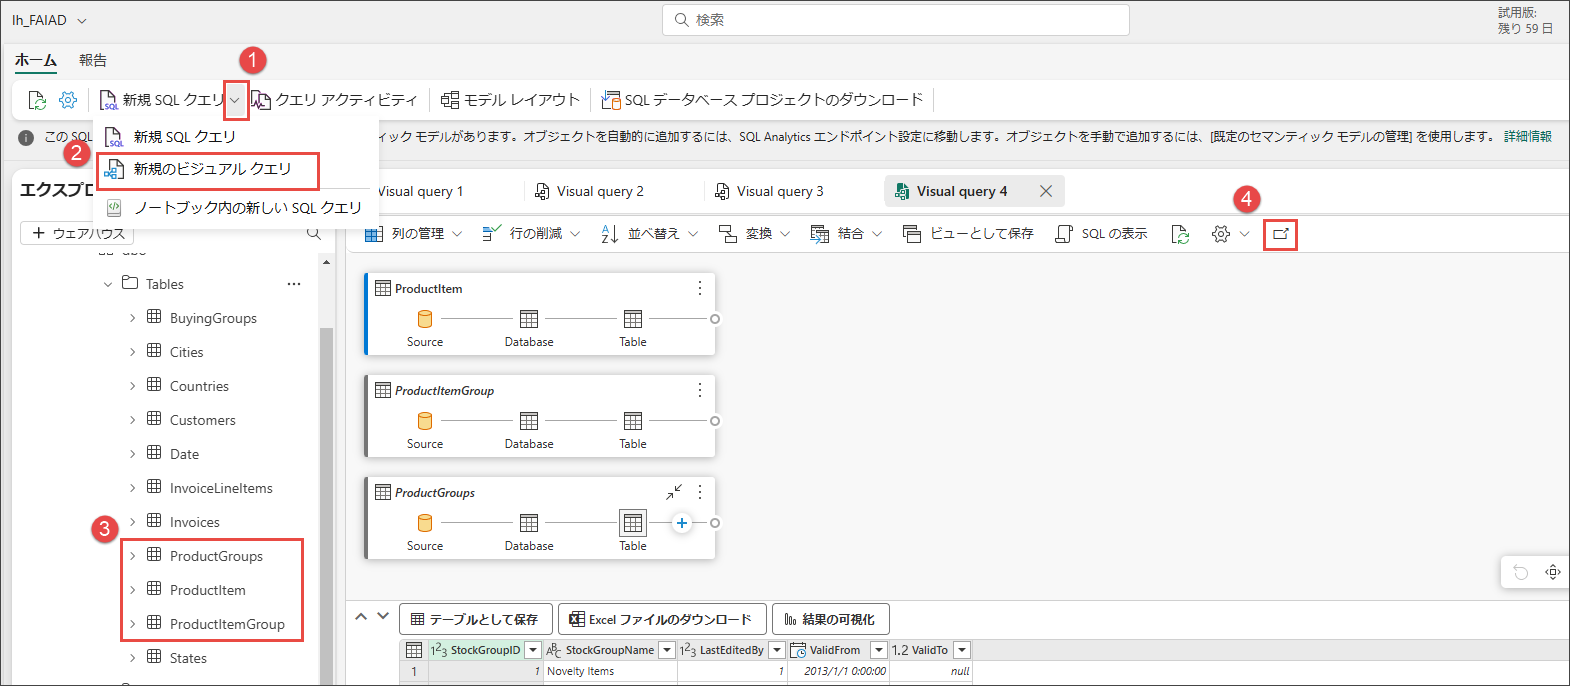 lh_FAIAD
検索
試用版:
残り 59 日
ホーム 報告
1
新規 SQL クエリ クエリ アクティビティ モデル レイアウト SQL データベース プロジェクトのダウンロード
この SQL
ィック モデルがあります。オブジェクトを自動的に追加するには、SQL Analytics エンドポイント設定に移動します。オブジェクトを手動で追加するには、[既定のセマンティック モデルの管理] を使用します。 詳細情報
新規 SQL クエリ
2
新規のビジュアル クエリ
ノートブック内の新しい SQL クエリ
エクスプロ
Visual query 1 Visual query 2 Visual query 3 Visual query 4
4
+ ウェアハウス
列の管理 行の削減 並べ替え 変換 結合 ビューとして保存 SQL の表示
Tables
BuyingGroups
Cities
Countries
Customers
Date
InvoiceLineItems
Invoices
3
ProductGroups
ProductItem
ProductItemGroup
States
ProductItem
Source Database Table
ProductItemGroup
Source Database Table
ProductGroups
Source Database Table
テーブルとして保存 Excel ファイルのダウンロード 結果の可視化
1²3 StockGroupID ABC StockGroupName 1²3 LastEditedBy ValidFrom 1.2 ValidTo
1 1 Novelty Items 1 2013/1/1 0:00:00 null